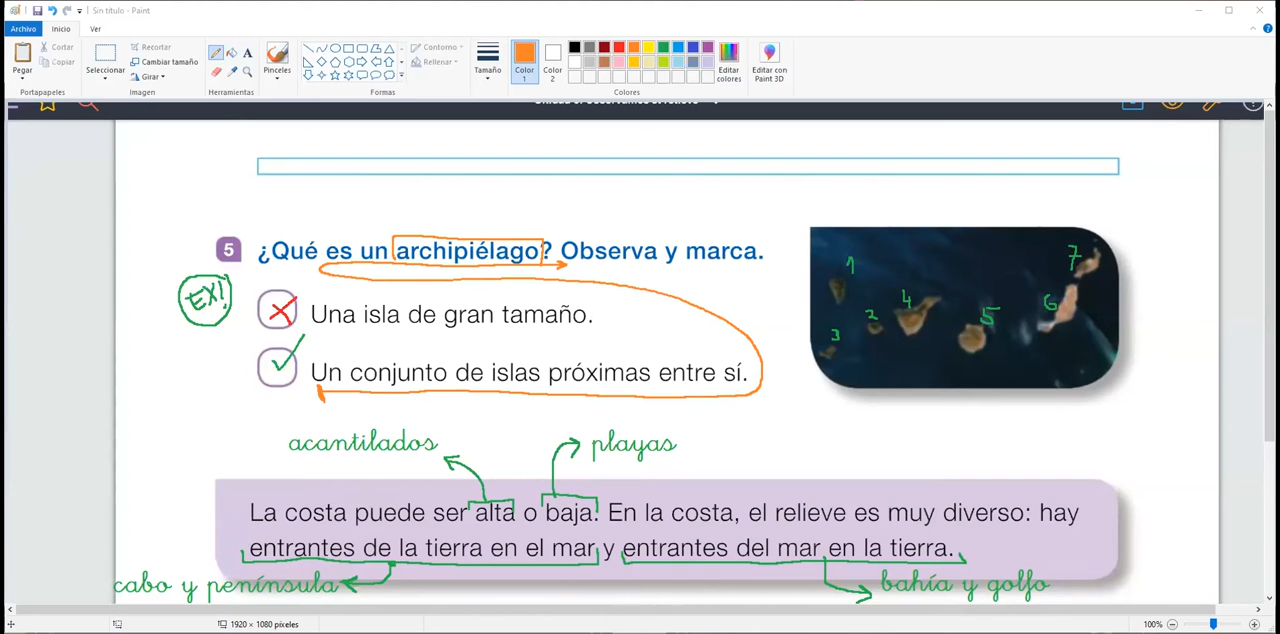 Sin título - Paint
Archivo Inicio Ver
Pegar Cortar Copiar
Portapapeles
Seleccionar Recortar Cambiar tamaño Girar
Imagen
Herramientas
Pinceles
Contorno Rellenar
Formas
Tamaño
Color 1
Color 2
Editar colores
Editar con Paint 3D
Colores
5 ¿Qué es un archipiélago? Observa y marca.
EX!
Una isla de gran tamaño.
Un conjunto de islas próximas entre sí.
1
2
3
4
5
6
7
acantilados playas
La costa puede ser alta o baja. En la costa, el relieve es muy diverso: hay
entrantes de la tierra en el mar y entrantes del mar en la tierra.
cabo y península bahía y golfo
1920 × 1080 píxeles 100%